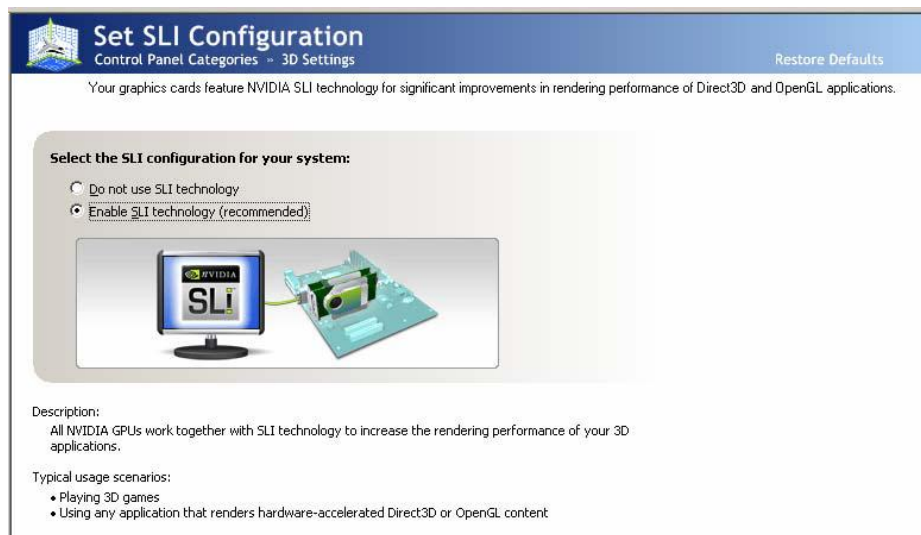 Set SLI Configuration
Control Panel Categories » 3D Settings
Restore Defaults
Your graphics cards feature NVIDIA SLI technology for significant improvements in rendering performance of Direct3D and OpenGL applications.
Select the SLI configuration for your system:
Do not use SLI technology
Enable SLI technology (recommended)
NVIDIA
SLI
Description:
All NVIDIA GPUs work together with SLI technology to increase the rendering performance of your 3D
applications.
Typical usage scenarios:
• Playing 3D games
• Using any application that renders hardware-accelerated Direct3D or OpenGL content